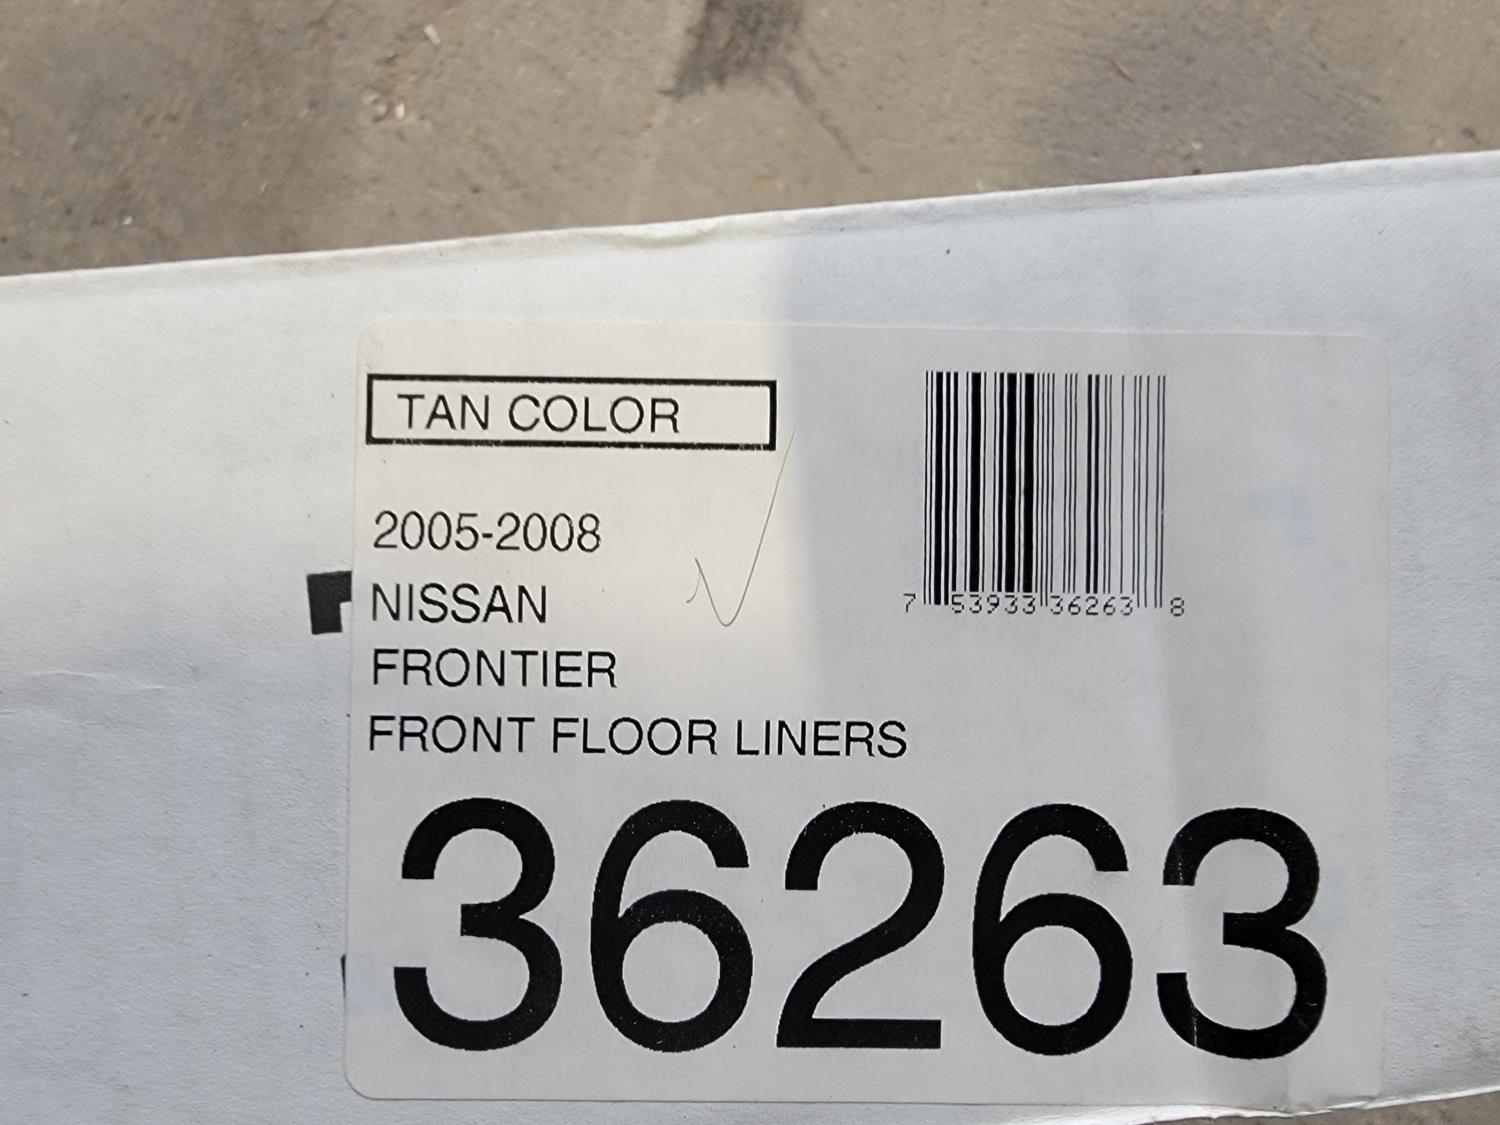 TAN COLOR
2005-2008
NISSAN
FRONTIER
FRONT FLOOR LINERS
36263
7 53933 36263 8